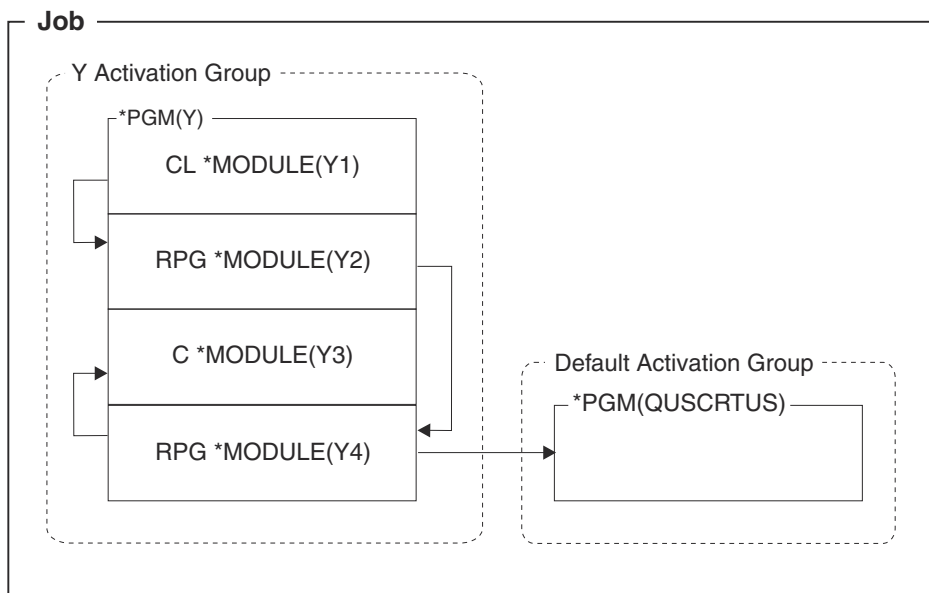 Job
Y Activation Group
*PGM(Y)
CL *MODULE(Y1)
RPG *MODULE(Y2)
C *MODULE(Y3)
RPG *MODULE(Y4)
Default Activation Group
*PGM(QUSCRTUS)